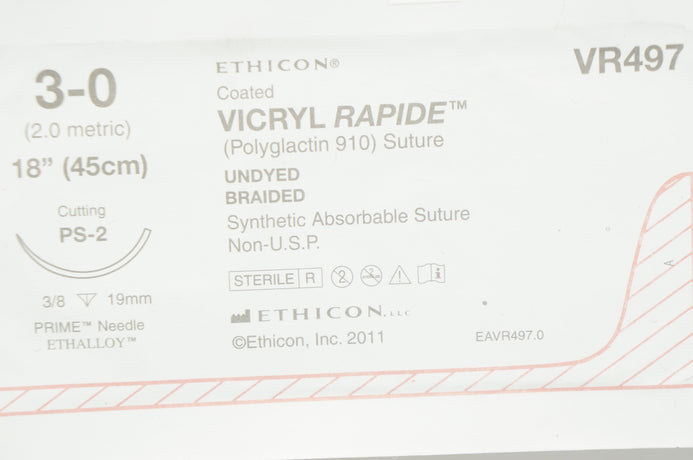 3-0
(2.0 metric)
18” (45cm)
Cutting
PS-2
3/8 19mm
PRIME™ Needle
ETHALLOY™
ETHICON®
Coated
VICRYL RAPIDE™
(Polyglactin 910) Suture
UNDYED
BRAIDED
Synthetic Absorbable Suture
Non-U.S.P.
STERILE R
ETHICON, LLC
©Ethicon, Inc. 2011
VR497
EAVR497.0
A